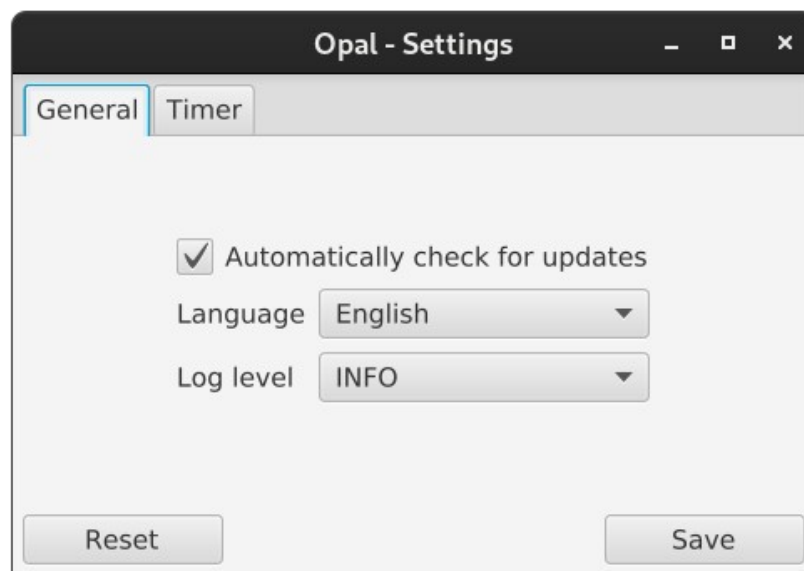 Opal - Settings
General Timer
Automatically check for updates
Language English
Log level INFO
Reset Save